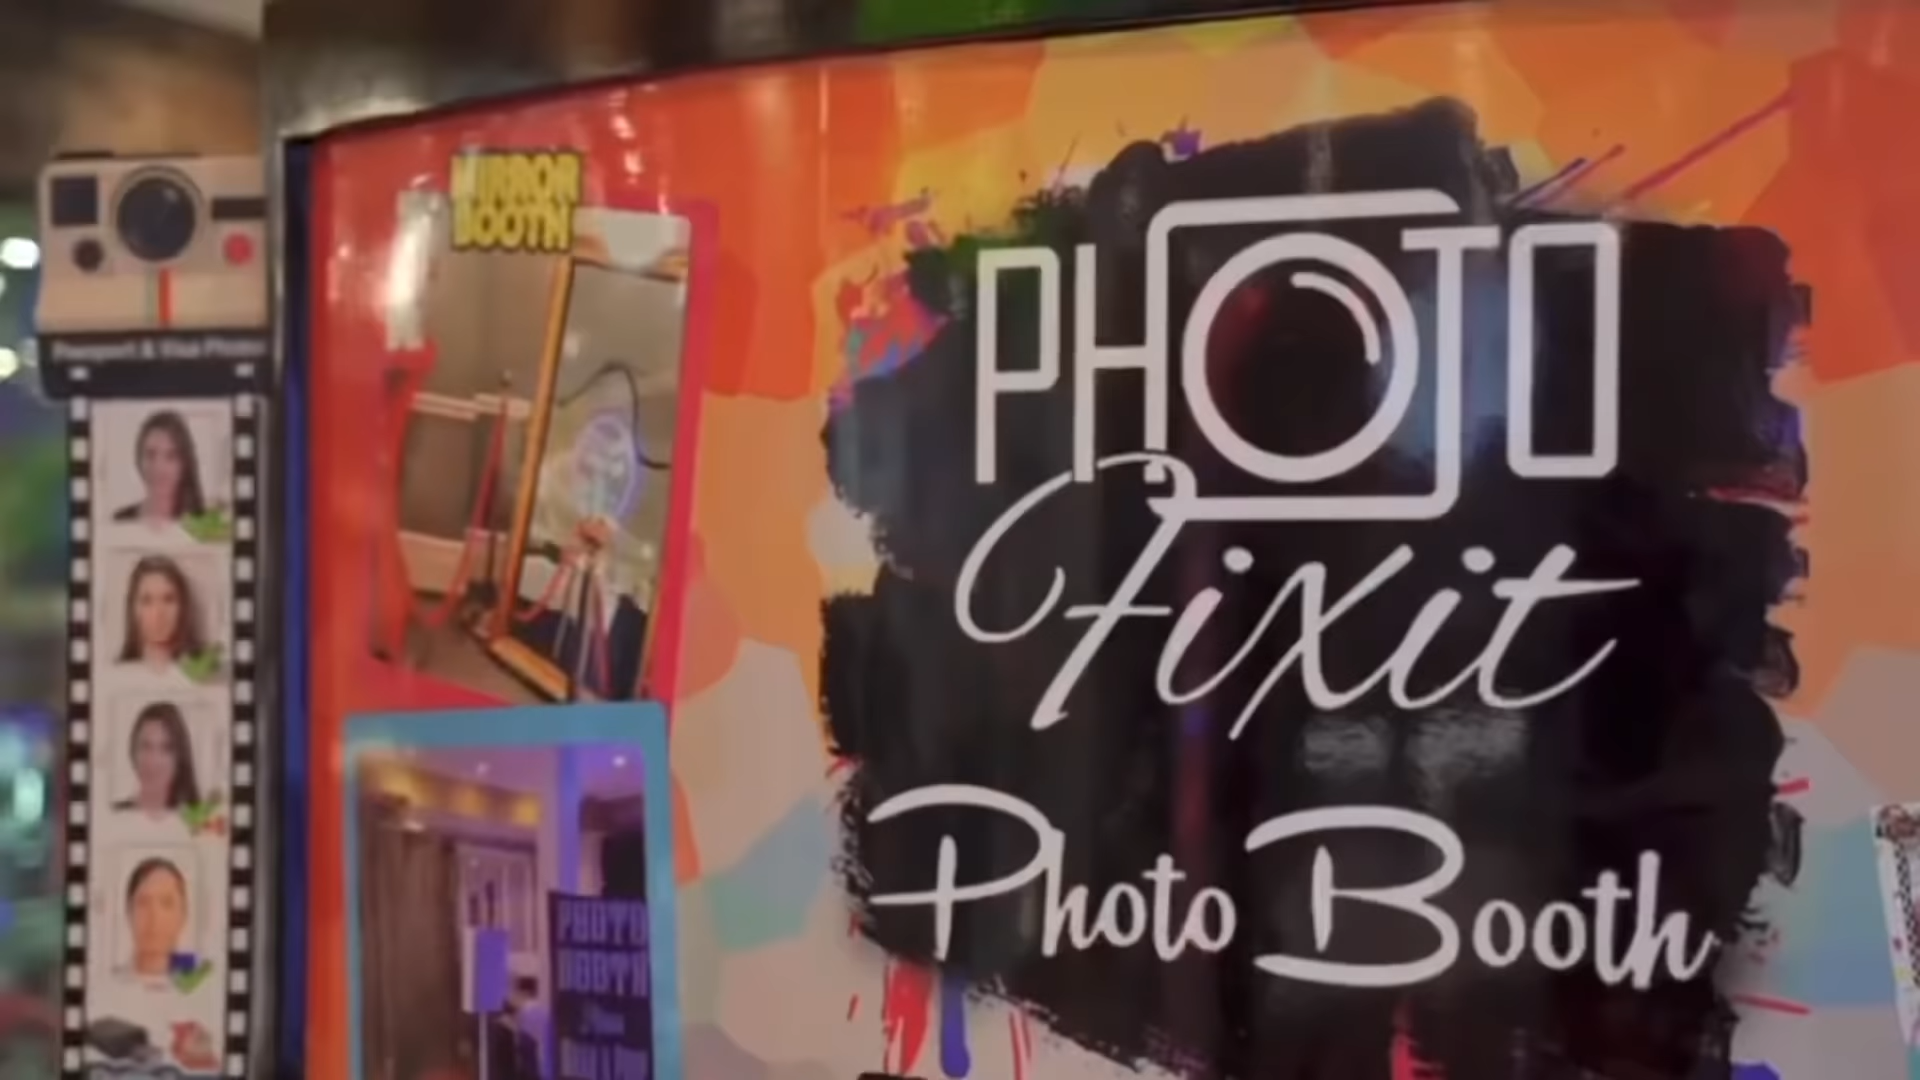 MIRROR
BOOTH
Passport & Visa Photos
PHOTO
Fixit
Photo Booth
PHOTO
BOOTH